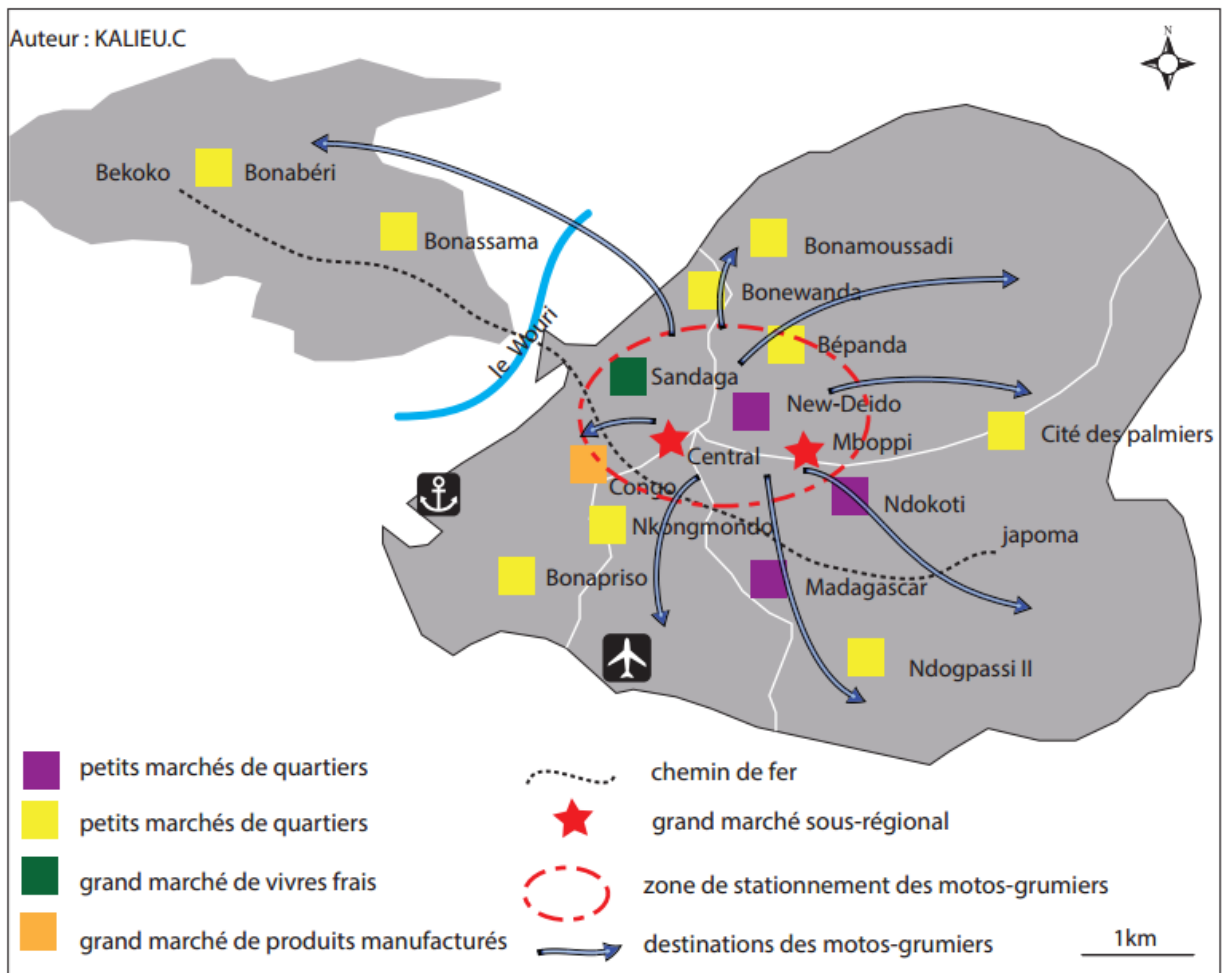 Auteur : KALIEU.C
N
Bekoko
Bonabéri
Bonassama
le Wouri
Bonamoussadi
Bonewanda
Bépanda
Sandaga
New-Deido
Mboppi
Cité des palmiers
Central
Congo
Ndokoti
Nkongmondo
japoma
Bonapriso
Madagascar
Ndogpassi II
petits marchés de quartiers
petits marchés de quartiers
grand marché de vivres frais
grand marché de produits manufacturés
chemin de fer
grand marché sous-régional
zone de stationnement des motos-grumiers
destinations des motos-grumiers
1km